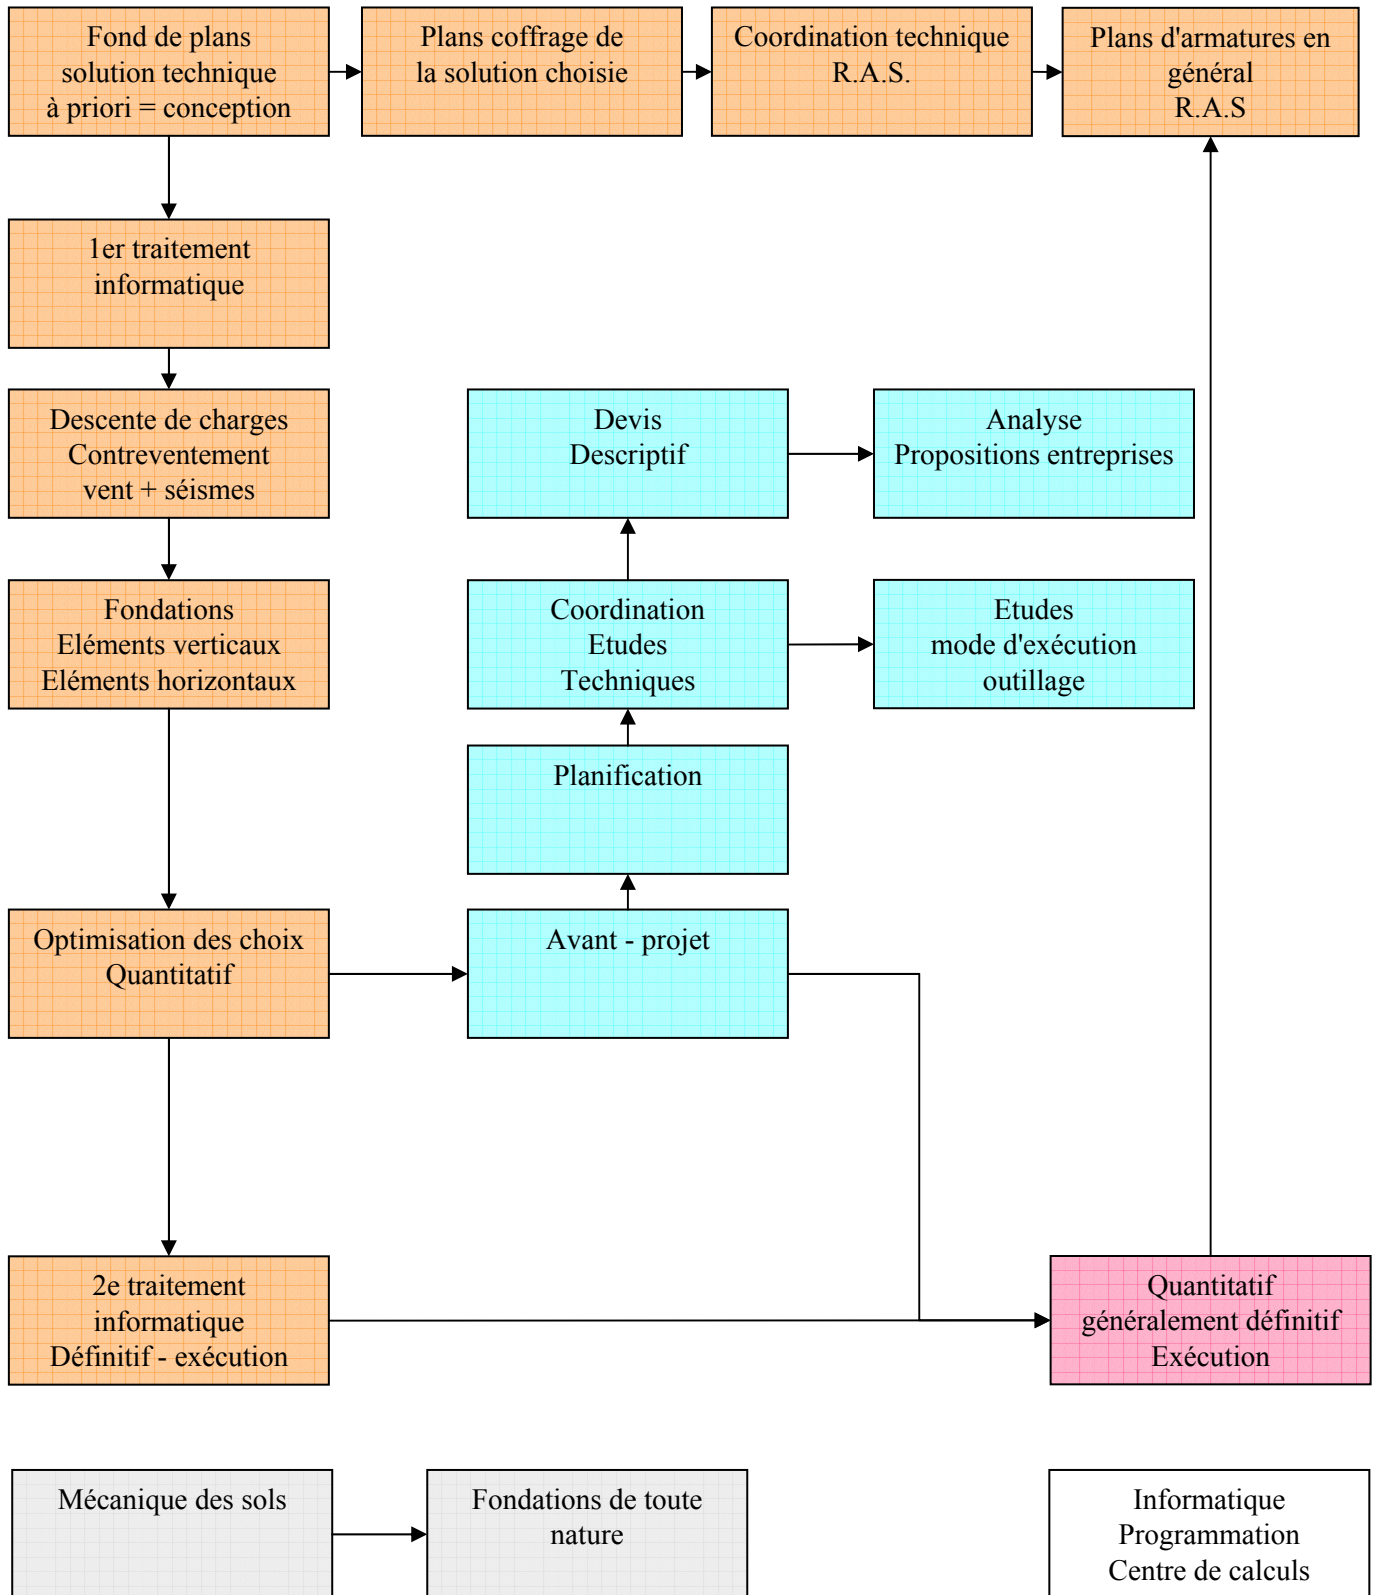 Fond de plans
solution technique
à priori = conception
Plans coffrage de
la solution choisie
Coordination technique
R.A.S.
Plans d'armatures en
général
R.A.S
1er traitement
informatique
Descente de charges
Contreventement
vent + séismes
Devis
Descriptif
Analyse
Propositions entreprises
Fondations
Eléments verticaux
Eléments horizontaux
Coordination
Etudes
Techniques
Etudes
mode d'exécution
outillage
Planification
Optimisation des choix
Quantitatif
Avant - projet
2e traitement
informatique
Définitif - exécution
Quantitatif
généralement définitif
Exécution
Mécanique des sols
Fondations de toute
nature
Informatique
Programmation
Centre de calculs